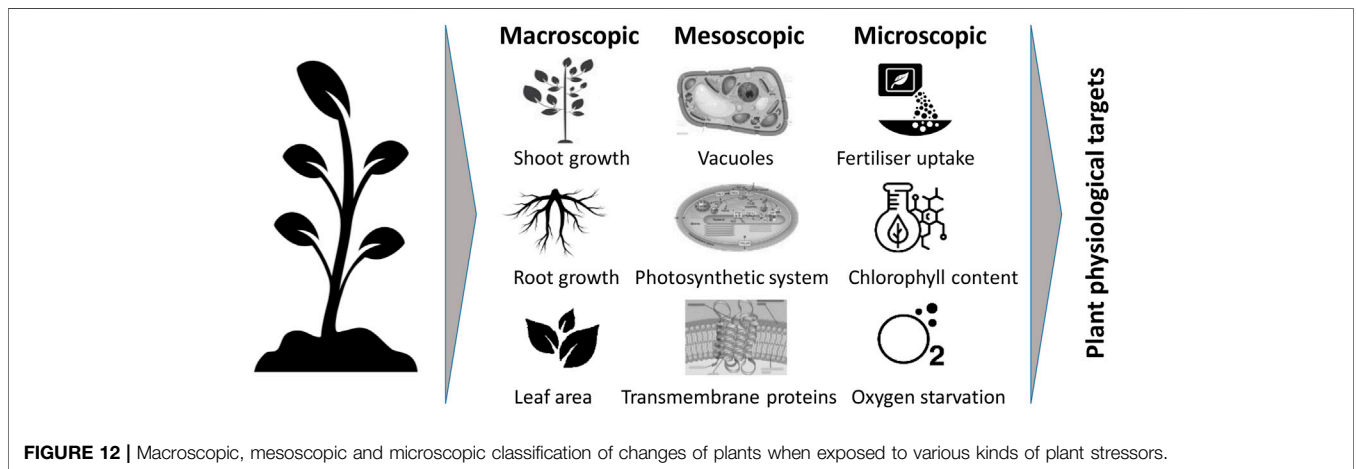 Macroscopic Mesoscopic Microscopic
Shoot growth Vacuoles Fertiliser uptake
Root growth Photosynthetic system Chlorophyll content
O2
Leaf area Transmembrane proteins Oxygen starvation
Plant physiological targets
FIGURE 12 | Macroscopic, mesoscopic and microscopic classification of changes of plants when exposed to various kinds of plant stressors.